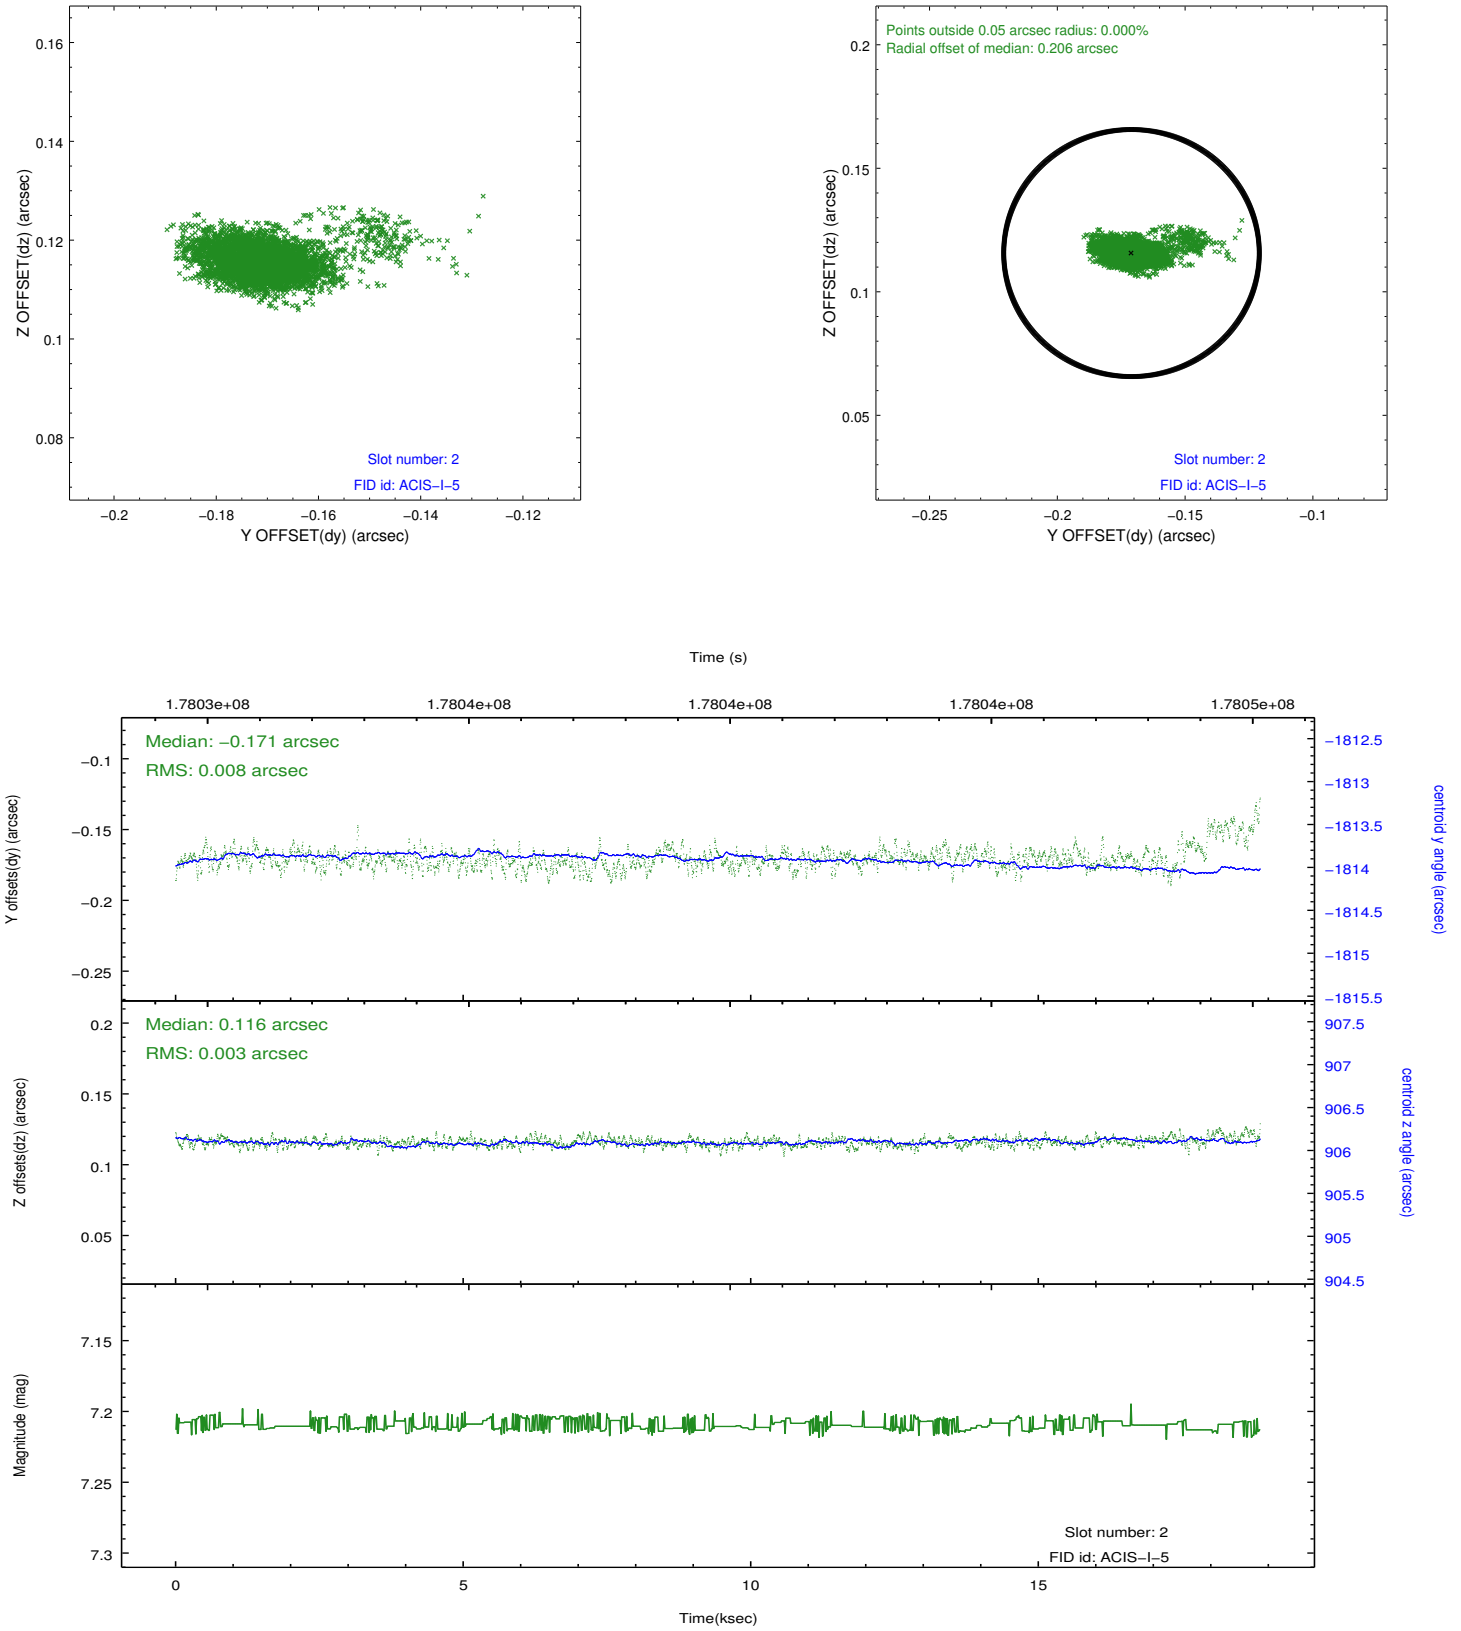 0.16
0.14
0.12
0.1
0.08
Z OFFSET(dz) (arcsec)
Slot number: 2
FID id: ACIS−I−5
−0.2 −0.18 −0.16 −0.14 −0.12
Y OFFSET(dy) (arcsec)
Points outside 0.05 arcsec radius: 0.000%
Radial offset of median: 0.206 arcsec
0.2
0.15
0.1
0.05
Z OFFSET(dz) (arcsec)
Slot number: 2
FID id: ACIS−I−5
−0.25 −0.2 −0.15 −0.1
Y OFFSET(dy) (arcsec)
Time (s)
1.7803e+08 1.7804e+08 1.7804e+08 1.7804e+08 1.7805e+08
Median: −0.171 arcsec
RMS: 0.008 arcsec
−0.1
−0.15
−0.2
−0.25
Y offsets(dy) (arcsec)
−1812.5
−1813
−1813.5
−1814
−1814.5
−1815
−1815.5
centroid y angle (arcsec)
Median: 0.116 arcsec
RMS: 0.003 arcsec
0.2
0.15
0.1
0.05
Z offsets(dz) (arcsec)
907.5
907
906.5
906
905.5
905
904.5
centroid z angle (arcsec)
7.15
7.2
7.25
7.3
Magnitude (mag)
Slot number: 2
FID id: ACIS−I−5
0 5 10 15
Time(ksec)